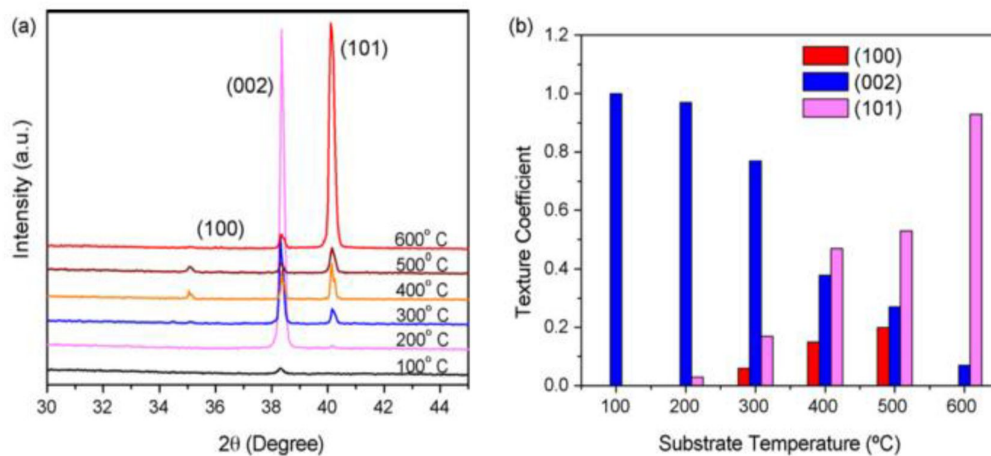 (a)
(002)
(101)
(100)
600° C
500° C
400° C
300° C
200° C
100° C
Intensity (a.u.)
30 32 34 36 38 40 42 44
2θ (Degree)
(b)
(100)
(002)
(101)
1.2
1.0
0.8
0.6
0.4
0.2
0.0
Texture Coefficient
100 200 300 400 500 600
Substrate Temperature (ºC)